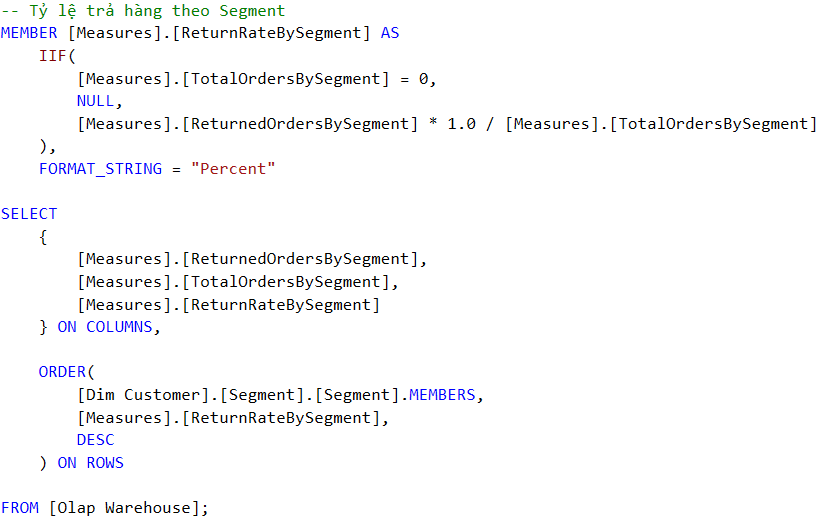 -- Tỷ lệ trả hàng theo Segment
MEMBER [Measures].[ReturnRateBySegment] AS
    IIF(
        [Measures].[TotalOrdersBySegment] = 0,
        NULL,
        [Measures].[ReturnedOrdersBySegment] * 1.0 / [Measures].[TotalOrdersBySegment]
    ),
    FORMAT_STRING = "Percent"

SELECT
    {
        [Measures].[ReturnedOrdersBySegment],
        [Measures].[TotalOrdersBySegment],
        [Measures].[ReturnRateBySegment]
    } ON COLUMNS,

    ORDER(
        [Dim Customer].[Segment].[Segment].MEMBERS,
        [Measures].[ReturnRateBySegment],
        DESC
    ) ON ROWS

FROM [Olap Warehouse];